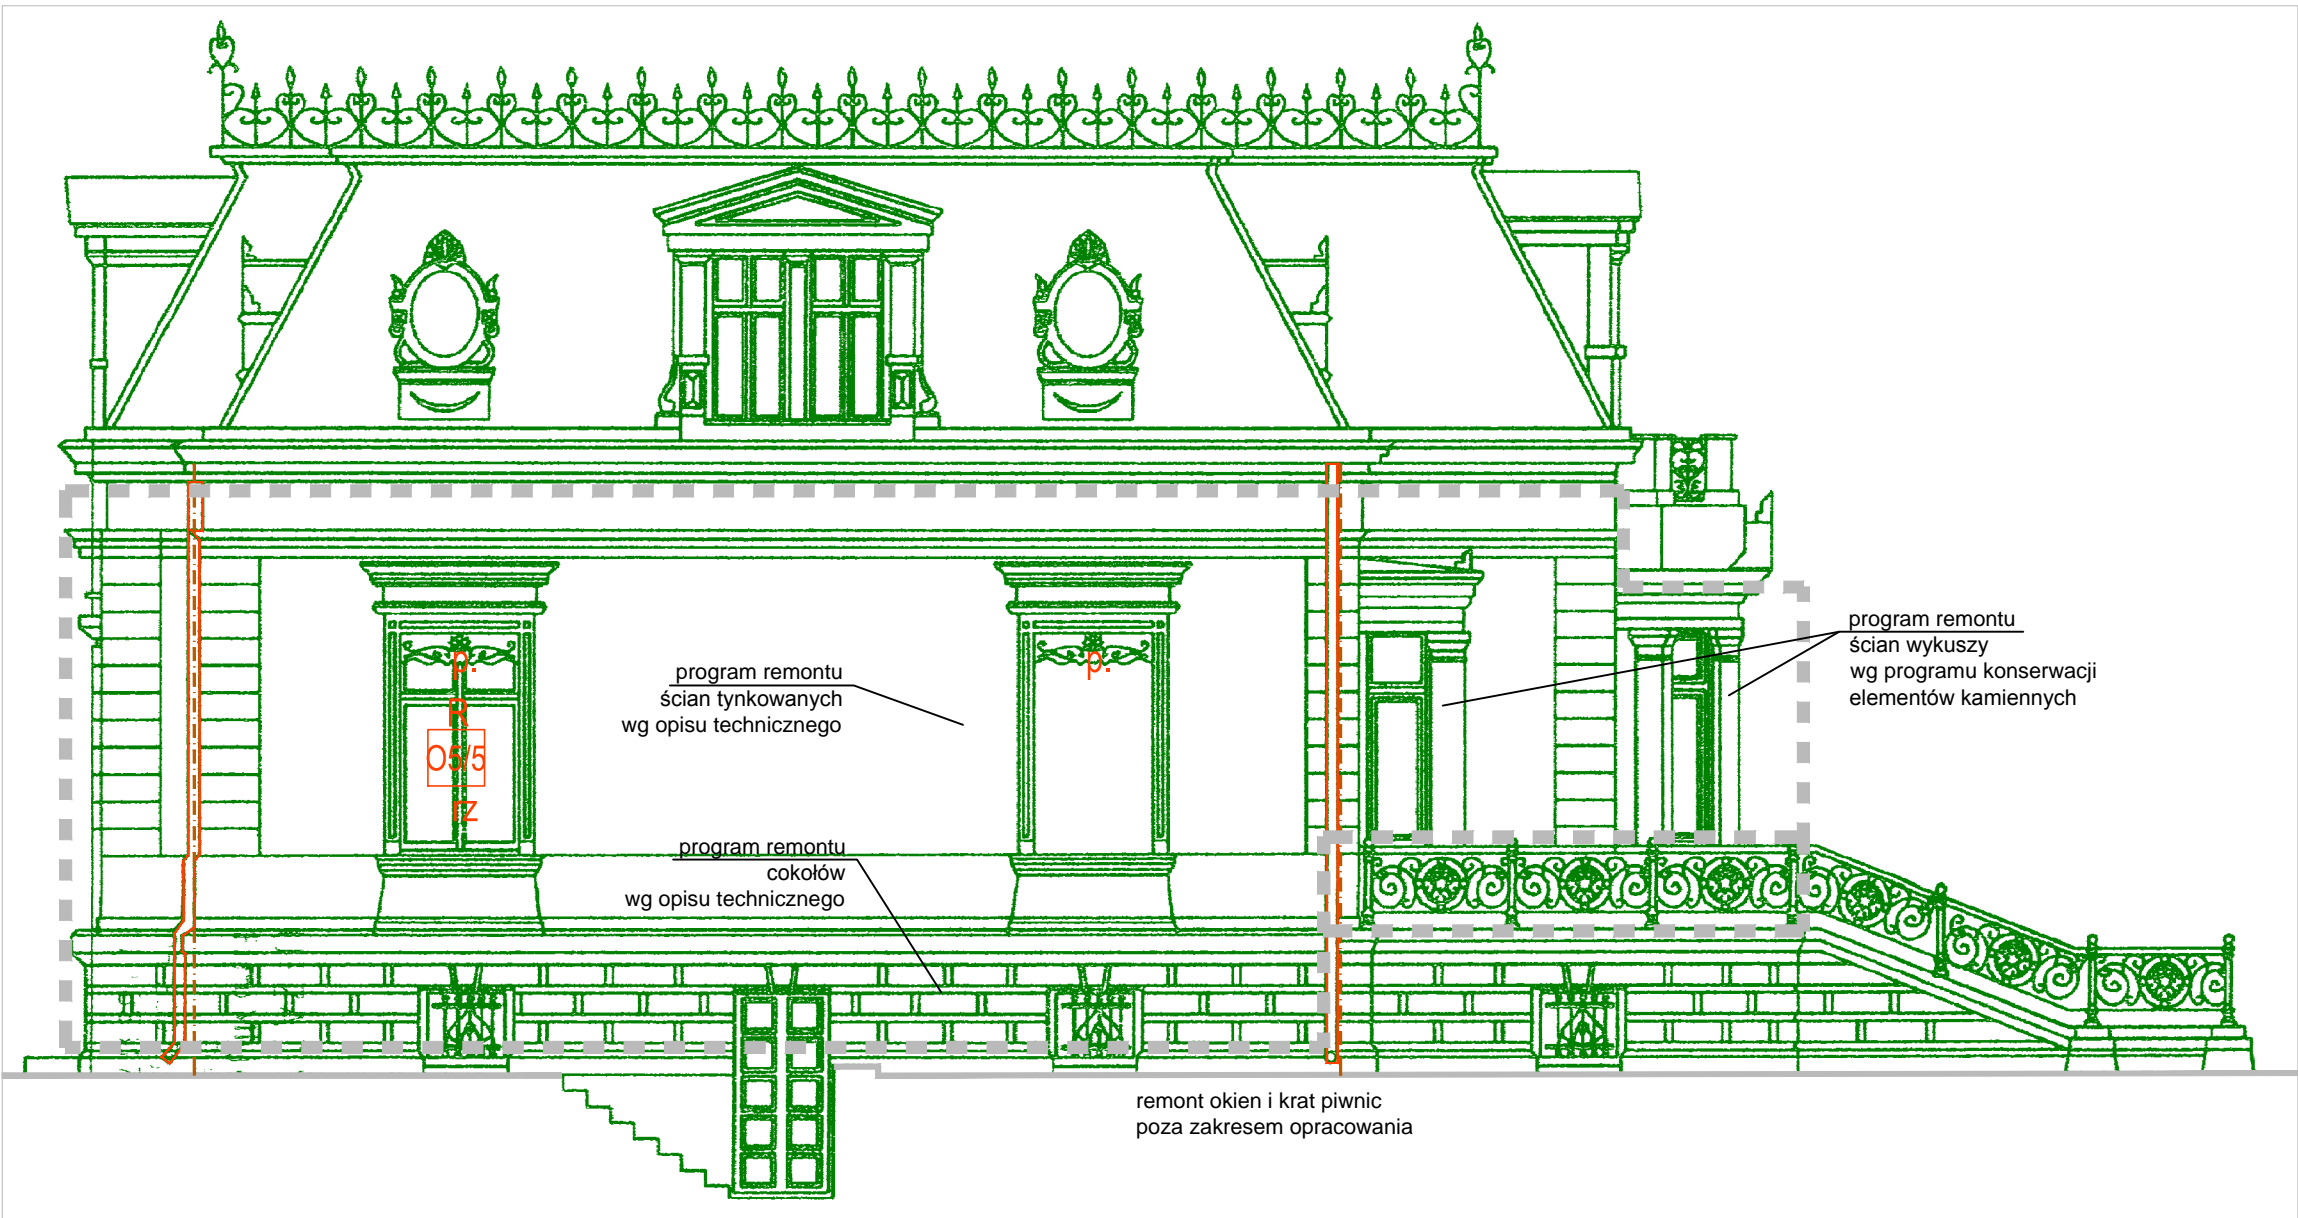 program remontu
ścian tynkowanych
wg opisu technicznego
program remontu
cokołów
wg opisu technicznego
program remontu
ścian wykuszy
wg programu konserwacji
elementów kamiennych
remont okien i krat piwnic
poza zakresem opracowania
p.
R
O5/5
rz
p.